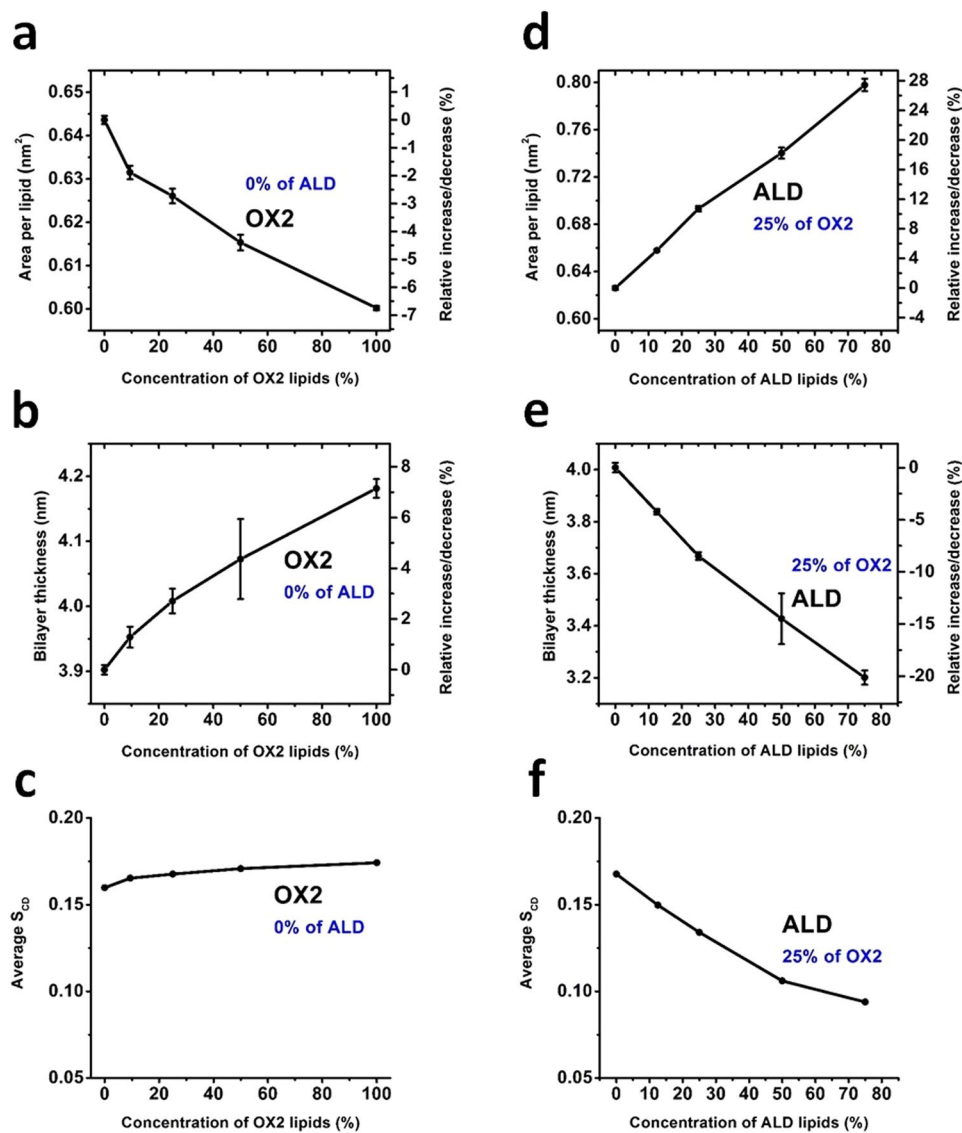 a
0.65
0.64
0.63
0.62
0.61
0.60
Area per lipid (nm²)
1
0
-1
-2
-3
-4
-5
-6
-7
Relative increase/decrease (%)
0% of ALD
OX2
0 20 40 60 80 100
Concentration of OX2 lipids (%)
d
0.80
0.76
0.72
0.68
0.64
0.60
Area per lipid (nm²)
28
24
20
16
12
8
4
0
-4
Relative increase/decrease (%)
ALD
25% of OX2
0 10 20 30 40 50 60 70 80
Concentration of ALD lipids (%)
b
4.2
4.1
4.0
3.9
Bilayer thickness (nm)
8
6
4
2
0
Relative increase/decrease (%)
OX2
0% of ALD
0 20 40 60 80 100
Concentration of OX2 lipids (%)
e
4.0
3.8
3.6
3.4
3.2
Bilayer thickness (nm)
0
-5
-10
-15
-20
Relative increase/decrease (%)
25% of OX2
ALD
0 10 20 30 40 50 60 70 80
Concentration of ALD lipids (%)
c
0.20
0.15
0.10
0.05
Average S_CD
OX2
0% of ALD
0 20 40 60 80 100
Concentration of OX2 lipids (%)
f
0.20
0.15
0.10
0.05
Average S_CD
ALD
25% of OX2
0 10 20 30 40 50 60 70 80
Concentration of ALD lipids (%)